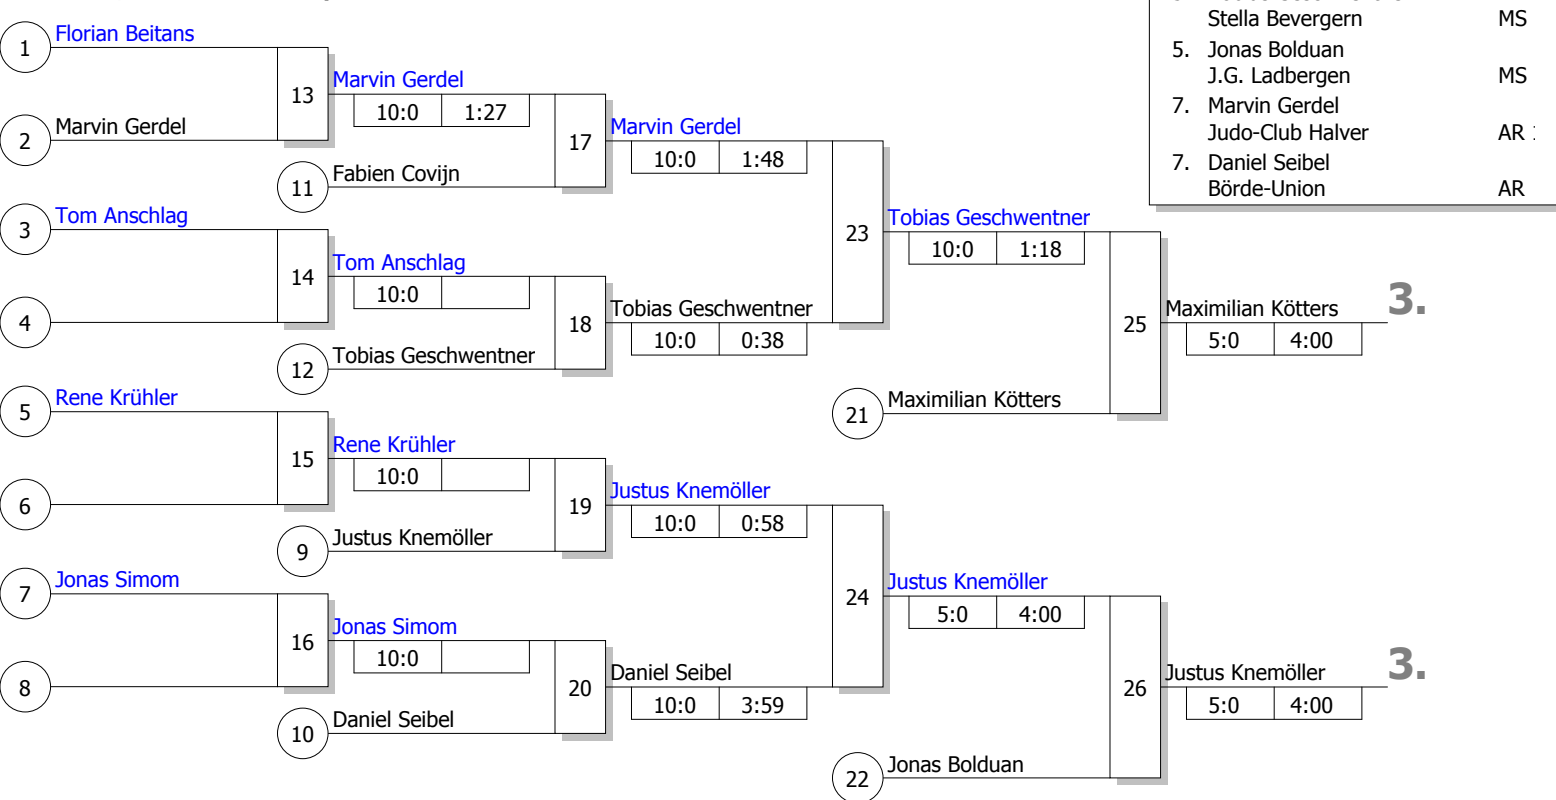 Stella Bevergern MS
5. Jonas Bolduan
J.G. Ladbergen MS
7. Marvin Gerdel
Judo-Club Halver AR
7. Daniel Seibel
Börde-Union AR
1 Florian Beitans
13
Marvin Gerdel
10:0 1:27
2 Marvin Gerdel
17
Marvin Gerdel
10:0 1:48
11 Fabien Covijn
3 Tom Anschlag
23
Tobias Geschwentner
10:0 1:18
14
Tom Anschlag
10:0
4
18
Tobias Geschwentner
10:0 0:38
12 Tobias Geschwentner
25
Maximilian Kötters 3.
5:0 4:00
5 Rene Krühler
21 Maximilian Kötters
15
Rene Krühler
10:0
6
19
Justus Knemöller
10:0 0:58
9 Justus Knemöller
7 Jonas Simom
24
Justus Knemöller
5:0 4:00
16
Jonas Simom
10:0
8
20
Daniel Seibel
10:0 3:59
10 Daniel Seibel
26
Justus Knemöller 3.
5:0 4:00
22 Jonas Bolduan